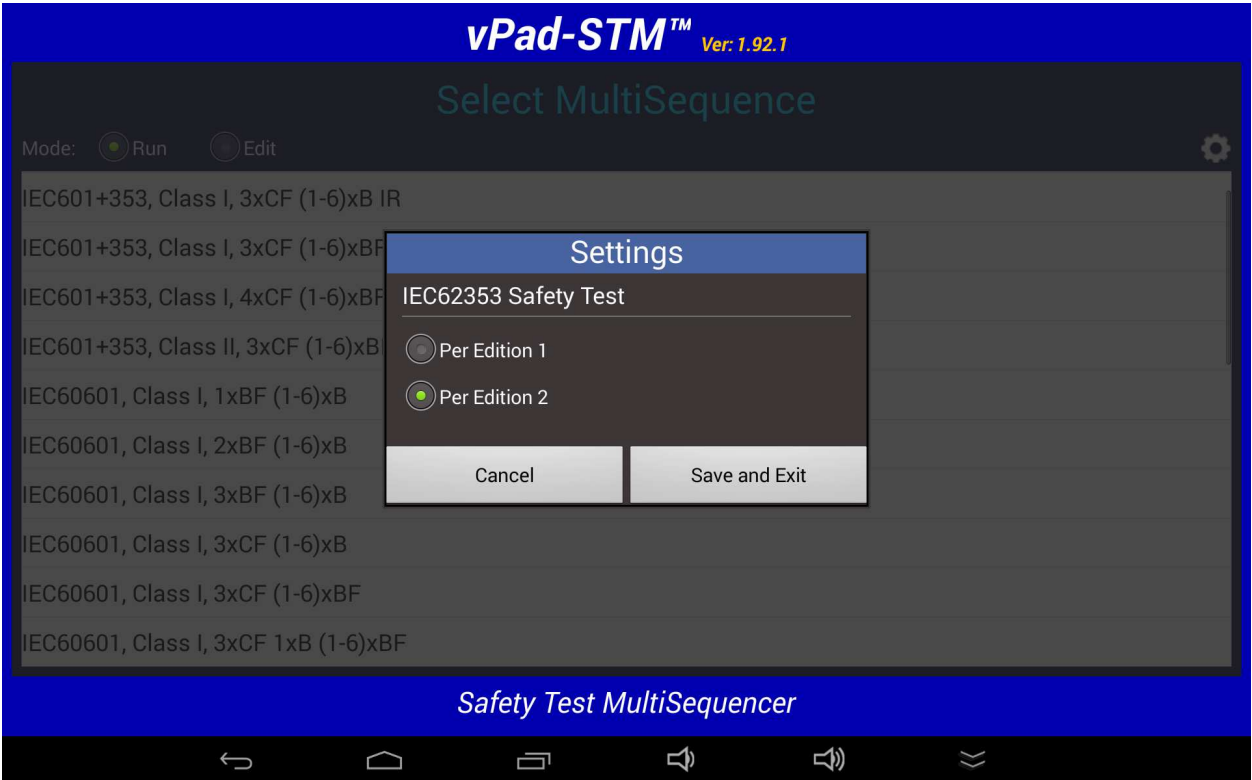 vPad-STM™ Ver: 1.92.1
Select MultiSequence
Mode: Run Edit
IEC601+353, Class I, 3xCF (1-6)xB IR
IEC601+353, Class I, 3xCF (1-6)xBF
IEC601+353, Class I, 4xCF (1-6)xBF
IEC601+353, Class II, 3xCF (1-6)xB
IEC60601, Class I, 1xBF (1-6)xB
IEC60601, Class I, 2xBF (1-6)xB
IEC60601, Class I, 3xBF (1-6)xB
IEC60601, Class I, 3xCF (1-6)xB
IEC60601, Class I, 3xCF (1-6)xBF
IEC60601, Class I, 3xCF 1xB (1-6)xBF
Settings
IEC62353 Safety Test
Per Edition 1
Per Edition 2
Cancel Save and Exit
Safety Test MultiSequencer